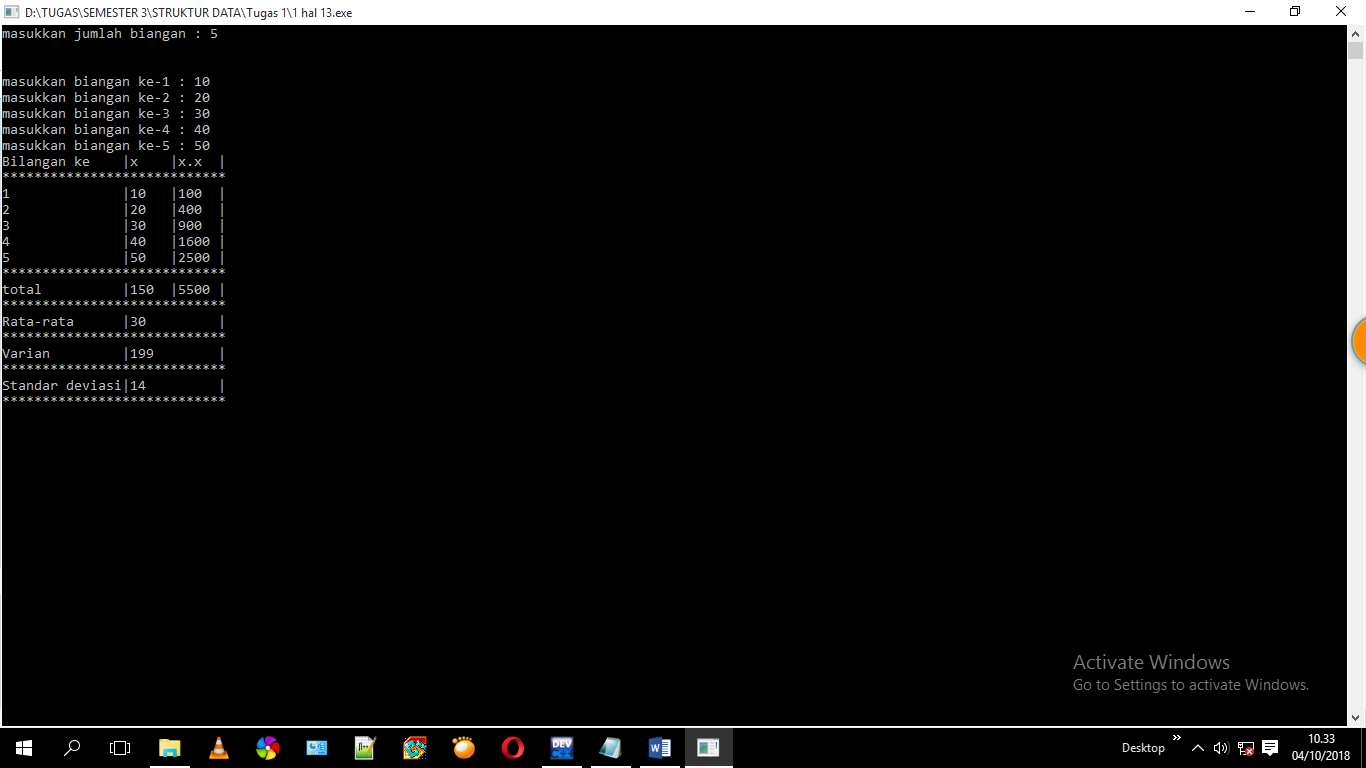 D:\TUGAS\SEMESTER 3\STRUKTUR DATA\Tugas 1\1 hal 13.exe
masukkan jumlah biangan : 5
masukkan biangan ke-1 : 10
masukkan biangan ke-2 : 20
masukkan biangan ke-3 : 30
masukkan biangan ke-4 : 40
masukkan biangan ke-5 : 50
Bilangan ke    |x    |x.x  |
****************************
1              |10   |100  |
2              |20   |400  |
3              |30   |900  |
4              |40   |1600 |
5              |50   |2500 |
****************************
total          |150  |5500 |
****************************
Rata-rata      |30         |
****************************
Varian         |199        |
****************************
Standar deviasi|14         |
****************************
Activate Windows
Go to Settings to activate Windows.
DEV
Desktop
10.33
04/10/2018